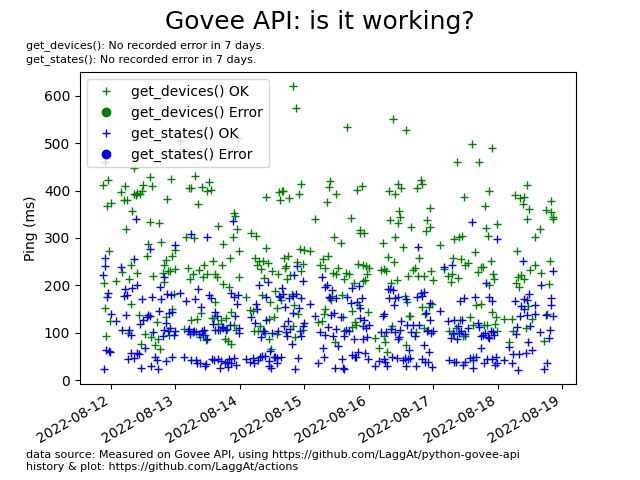 Govee API: is it working?
get_devices(): No recorded error in 7 days.
get_states(): No recorded error in 7 days.
get_devices() OK
get_devices() Error
get_states() OK
get_states() Error
Ping (ms)
600
500
400
300
200
100
0
2022-08-12
2022-08-13
2022-08-14
2022-08-15
2022-08-16
2022-08-17
2022-08-18
2022-08-19
data source: Measured on Govee API, using https://github.com/LaggAt/python-govee-api
history & plot: https://github.com/LaggAt/actions